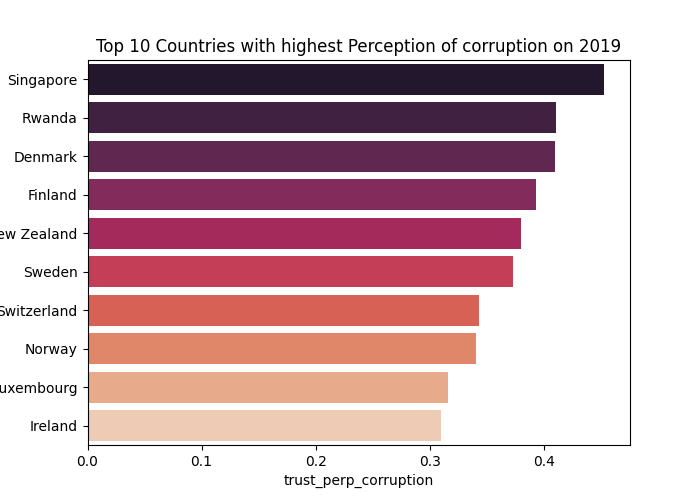 Top 10 Countries with highest Perception of corruption on 2019
Singapore
Rwanda
Denmark
Finland
ew Zealand
Sweden
Switzerland
Norway
uxembourg
Ireland
0.0 0.1 0.2 0.3 0.4
trust_perp_corruption